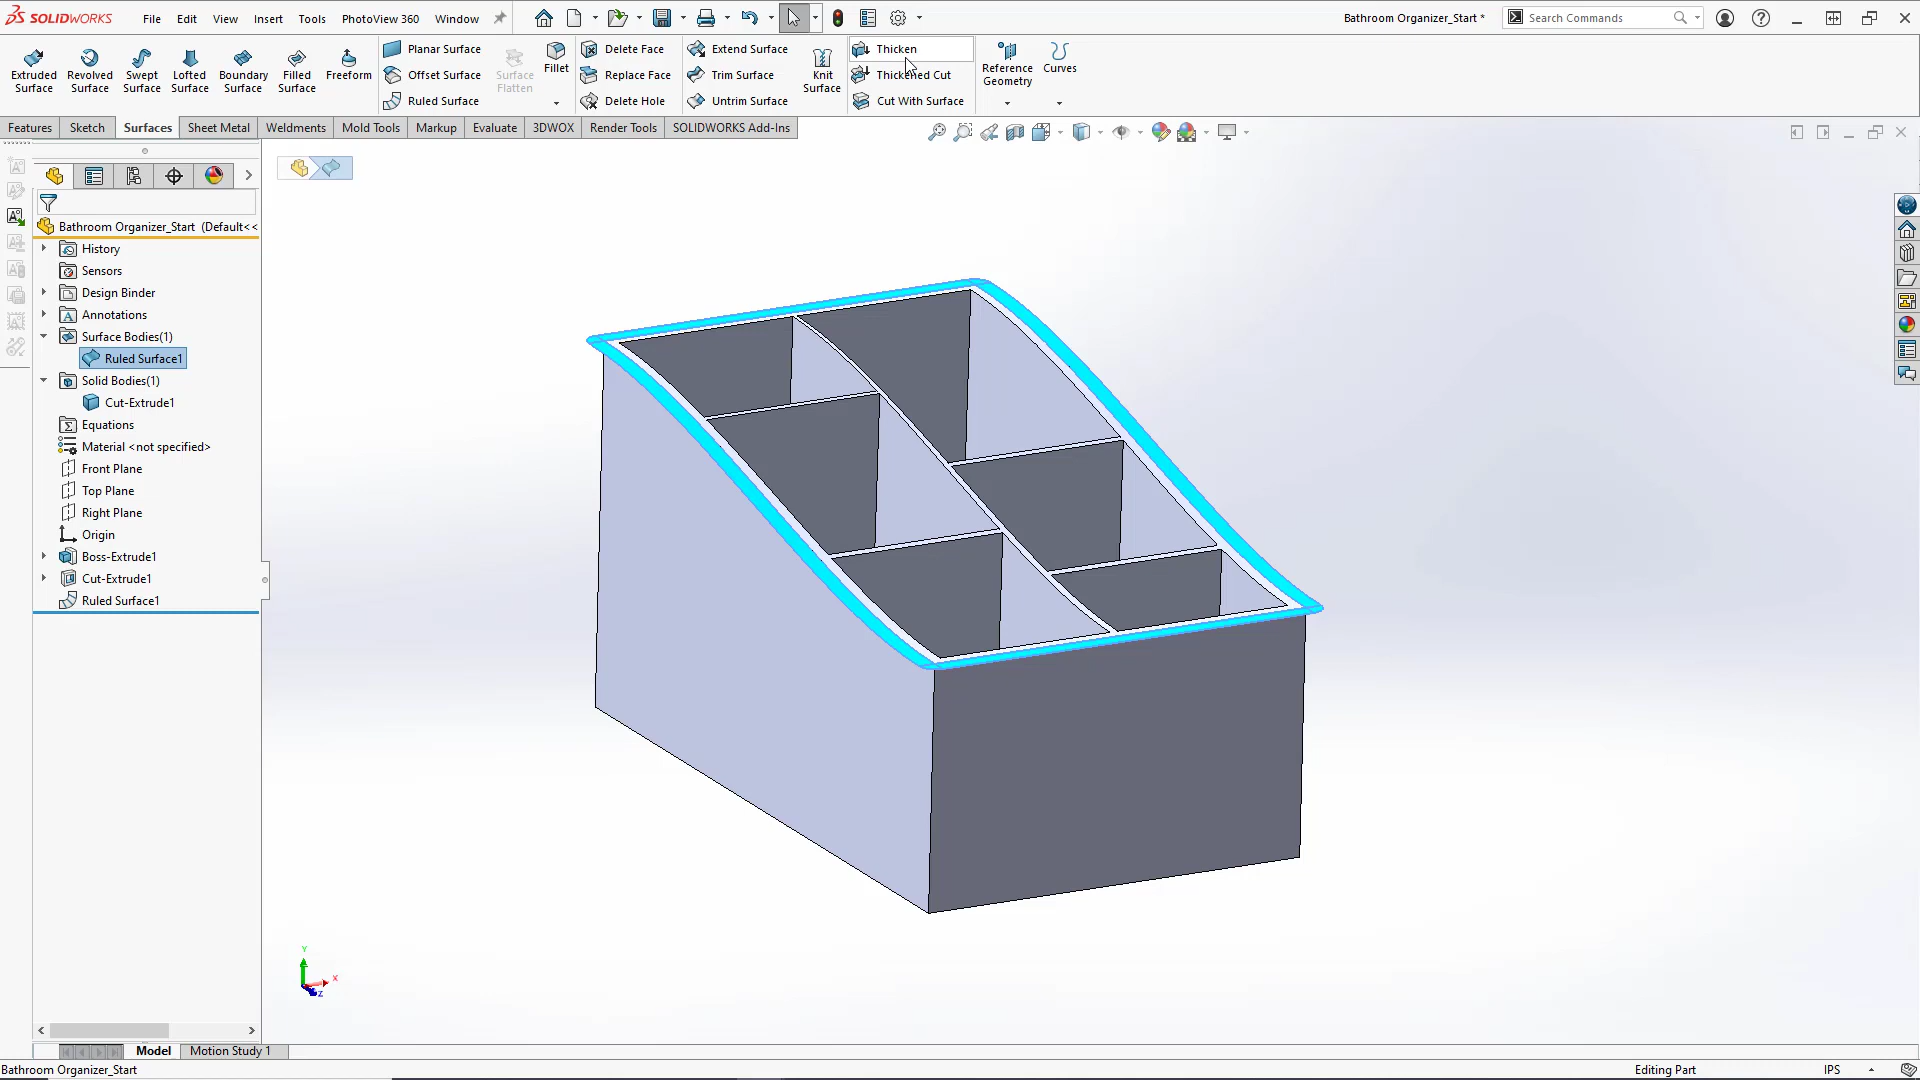 SOLIDWORKS File Edit View Insert Tools PhotoView 360 Window Bathroom Organizer_Start * Search Commands
Extruded Surface
Revolved Surface
Swept Surface
Lofted Surface
Boundary Surface
Filled Surface
Freeform
Planar Surface
Offset Surface
Ruled Surface
Surface Flatten
Fillet
Delete Face
Replace Face
Delete Hole
Extend Surface
Trim Surface
Untrim Surface
Knit Surface
Thicken
Thickened Cut
Cut With Surface
Reference Geometry
Curves
Features Sketch Surfaces Sheet Metal Weldments Mold Tools Markup Evaluate 3DWOX Render Tools SOLIDWORKS Add-Ins
Bathroom Organizer_Start (Default<<
History
Sensors
Design Binder
Annotations
Surface Bodies(1)
Ruled Surface1
Solid Bodies(1)
Cut-Extrude1
Equations
Material <not specified>
Front Plane
Top Plane
Right Plane
Origin
Boss-Extrude1
Cut-Extrude1
Ruled Surface1
Y
X
Z
Model Motion Study 1
Bathroom Organizer_Start Editing Part IPS